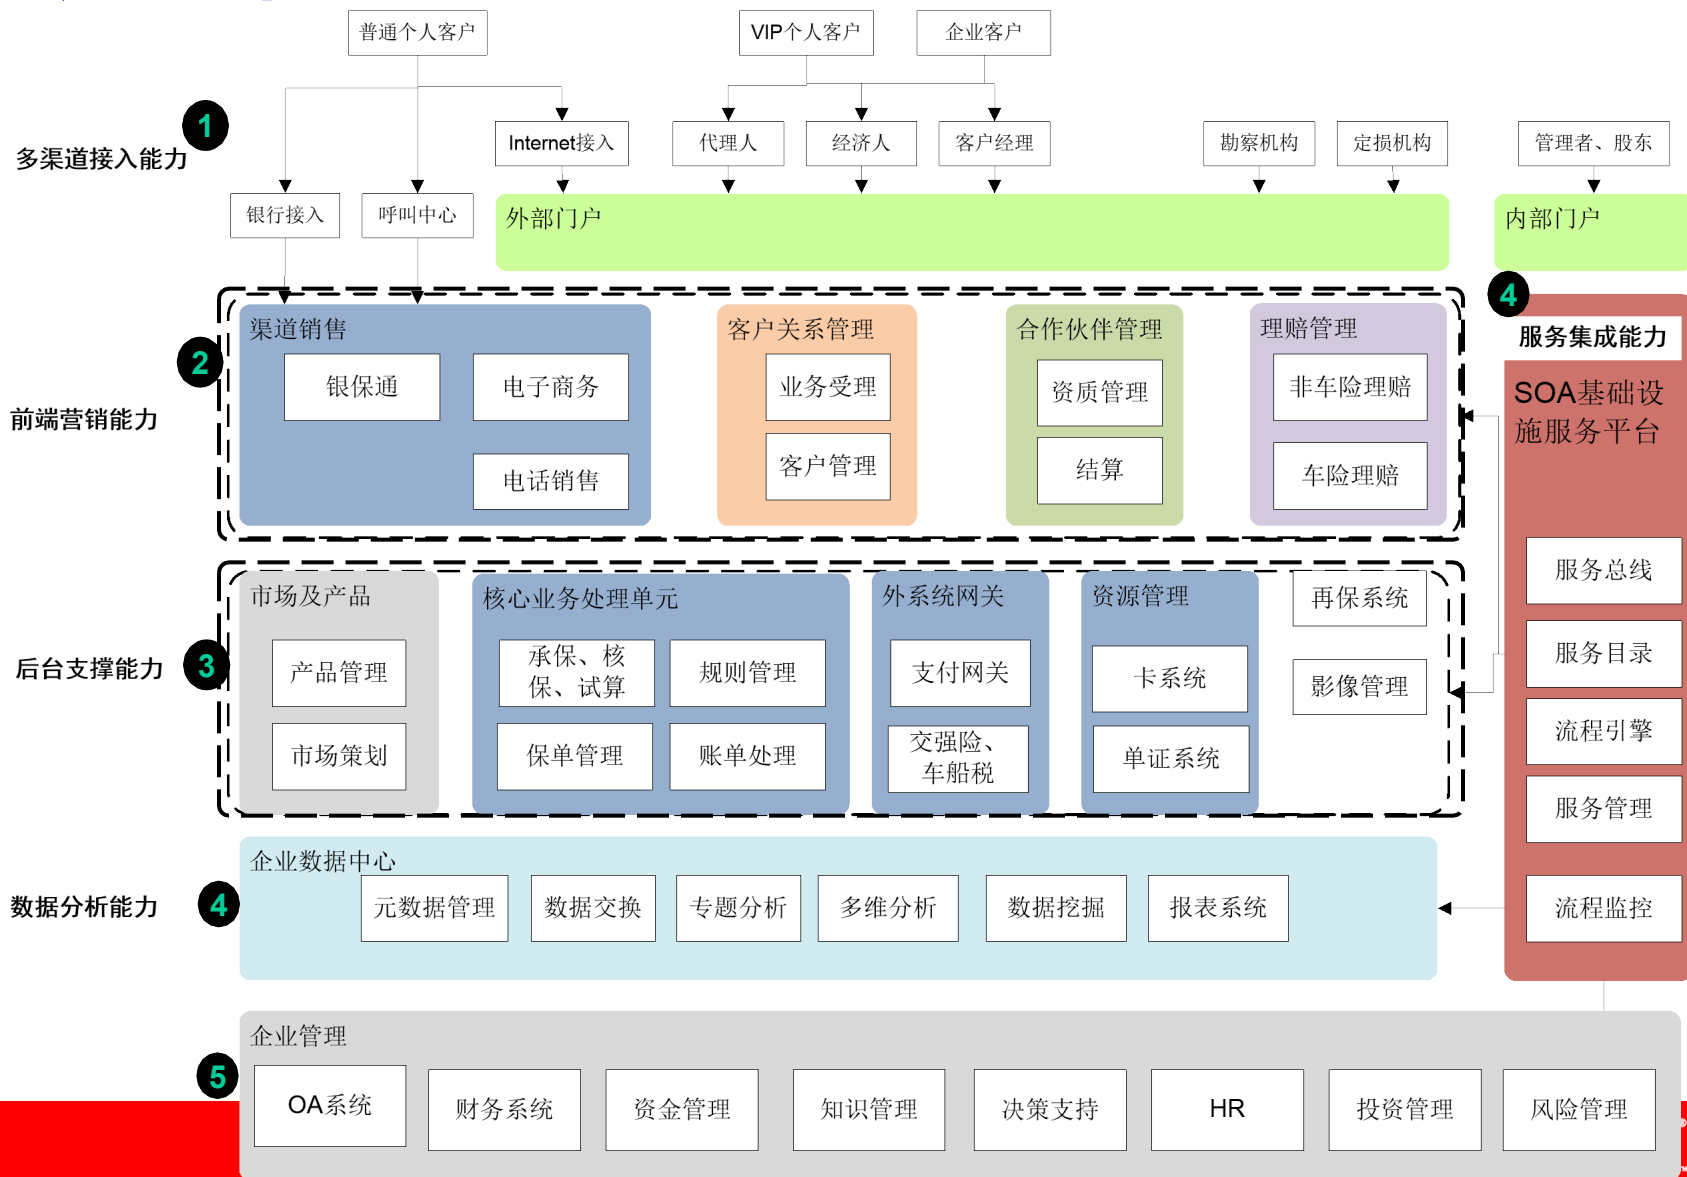 普通个人客户
VIP个人客户
企业客户
1
多渠道接入能力
Internet接入
代理人
经济人
客户经理
勘察机构
定损机构
管理者、股东
银行接入
呼叫中心
外部门户
内部门户
2
前端营销能力
渠道销售
银保通
电子商务
电话销售
客户关系管理
业务受理
客户管理
合作伙伴管理
资质管理
结算
理赔管理
非车险理赔
车险理赔
4
服务集成能力
SOA基础设
施服务平台
服务总线
服务目录
流程引擎
服务管理
流程监控
3
后台支撑能力
市场及产品
产品管理
市场策划
核心业务处理单元
承保、核
保、试算
规则管理
保单管理
账单处理
外系统网关
支付网关
交强险、
车船税
资源管理
卡系统
单证系统
再保系统
影像管理
4
数据分析能力
企业数据中心
元数据管理
数据交换
专题分析
多维分析
数据挖掘
报表系统
5
企业管理
OA系统
财务系统
资金管理
知识管理
决策支持
HR
投资管理
风险管理
®